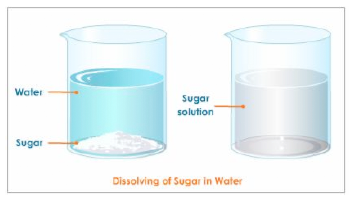 Water
Sugar
Sugar
solution
Dissolving of Sugar in Water